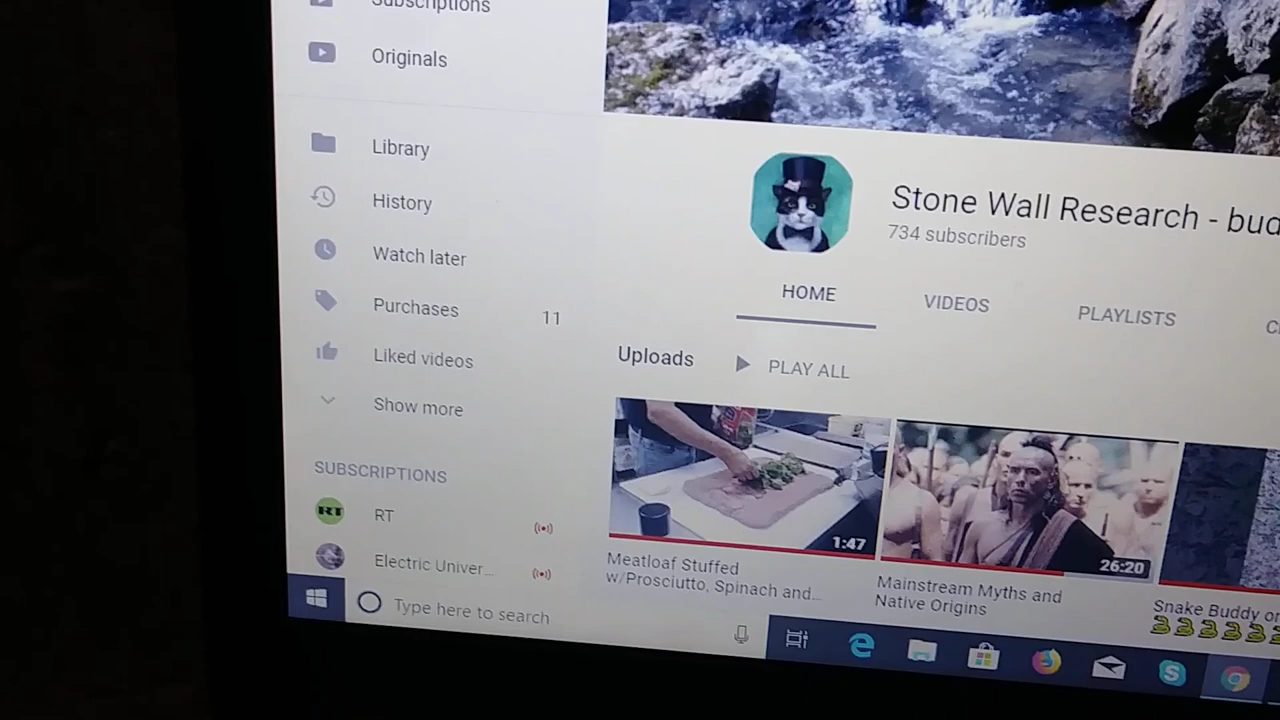 Subscriptions
Originals
Library
History
Watch later
Purchases 11
Liked videos
Show more
SUBSCRIPTIONS
RT RT
Electric Univer...
Stone Wall Research - bud
734 subscribers
HOME VIDEOS PLAYLISTS C
Uploads PLAY ALL
1:47
Meatloaf Stuffed
w/Prosciutto, Spinach and...
26:20
Mainstream Myths and
Native Origins
Snake Buddy or
Type here to search